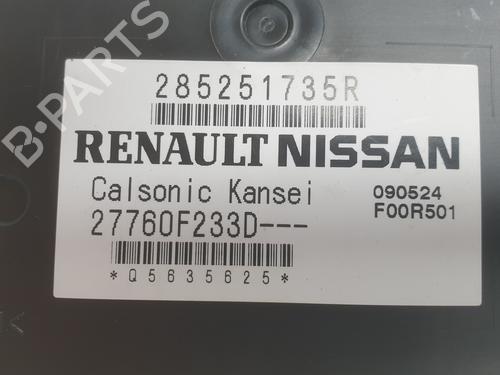 285251735R
RENAULT NISSAN
Calsonic Kansei 090524
27760F233D--- F00R501
*Q5635625*
B-PARTS
K